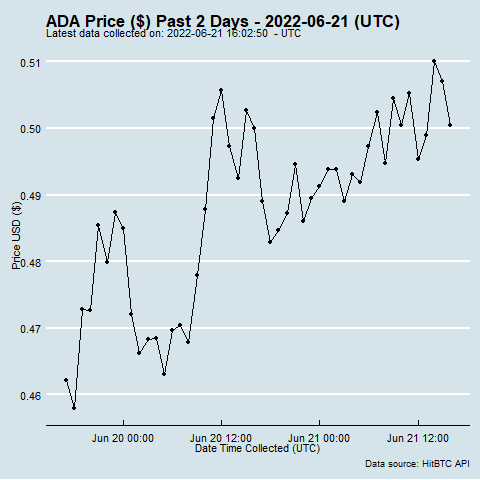 ADA Price ($) Past 2 Days - 2022-06-21 (UTC)
Latest data collected on: 2022-06-21 16:02:50 - UTC
0.51
0.50
0.49
0.48
0.47
0.46
Price USD ($)
Jun 20 00:00 Jun 20 12:00 Jun 21 00:00 Jun 21 12:00
Date Time Collected (UTC)
Data source: HitBTC API